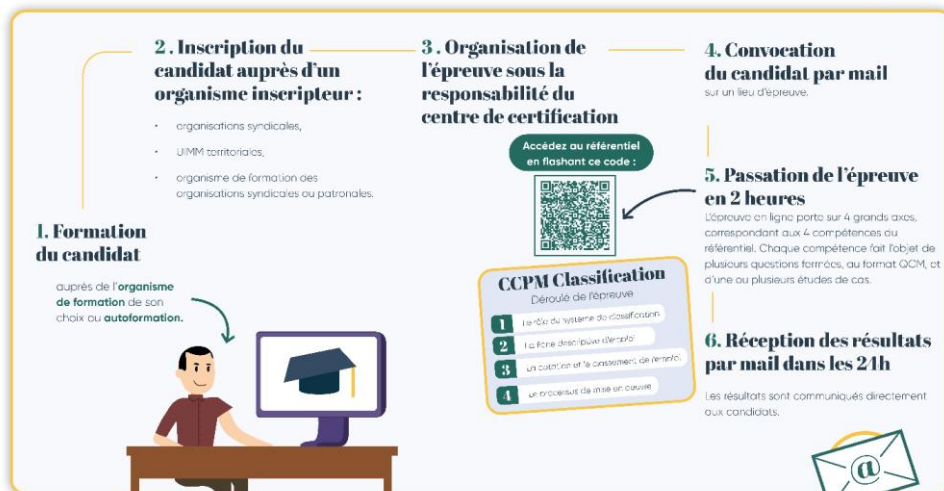 1. Formation
du candidat
auprès de l'organisme
de formation de son
choix ou autoformation.
2. Inscription du
candidat auprès d'un
organisme inscripteur :
• organisations syndicales,
• UIMM territoriales,
• organisme de formation des
organisations syndicales ou patronales.
3. Organisation de
l'épreuve sous la
responsabilité du
centre de certification
Accédez au référentiel
en flashant ce code :
CCPM Classification
Déroulé de l'épreuve
1 Le rôle du système de classification
2 La fiche descriptive d'emploi
3 La cotation et le classement de l'emploi
4 Le processus de mise en œuvre
4. Convocation
du candidat par mail
sur un lieu d'épreuve.
5. Passation de l'épreuve
en 2 heures
L'épreuve en ligne porte sur 4 grands axes,
correspondant aux 4 compétences du
référentiel. Chaque compétence fait l'objet de
plusieurs questions fermées, au format QCM, et
d'une ou plusieurs études de cas.
6. Réception des résultats
par mail dans les 24h
Les résultats sont communiqués directement
aux candidats.
@